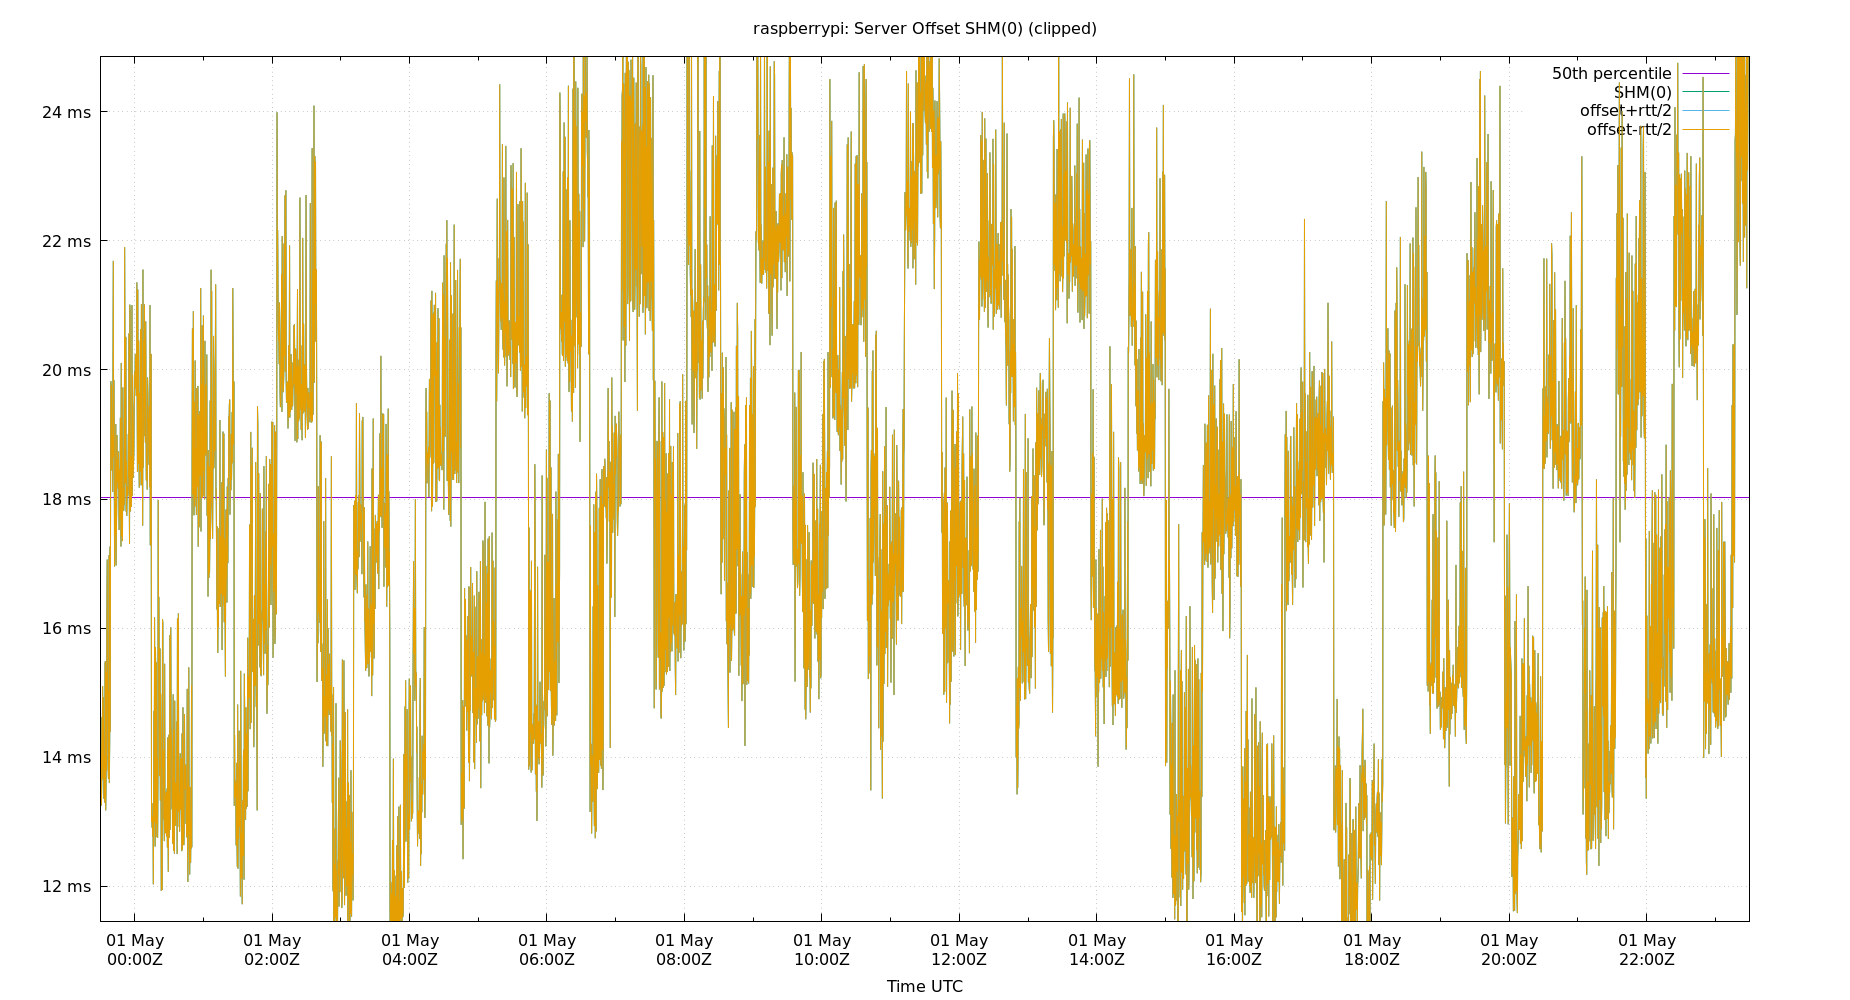 raspberrypi: Server Offset SHM(0) (clipped)
50th percentile
SHM(0)
offset+rtt/2
offset-rtt/2
24 ms
22 ms
20 ms
18 ms
16 ms
14 ms
12 ms
01 May 01 May 01 May 01 May 01 May 01 May 01 May 01 May 01 May 01 May 01 May 01 May
00:00Z 02:00Z 04:00Z 06:00Z 08:00Z 10:00Z 12:00Z 14:00Z 16:00Z 18:00Z 20:00Z 22:00Z
Time UTC